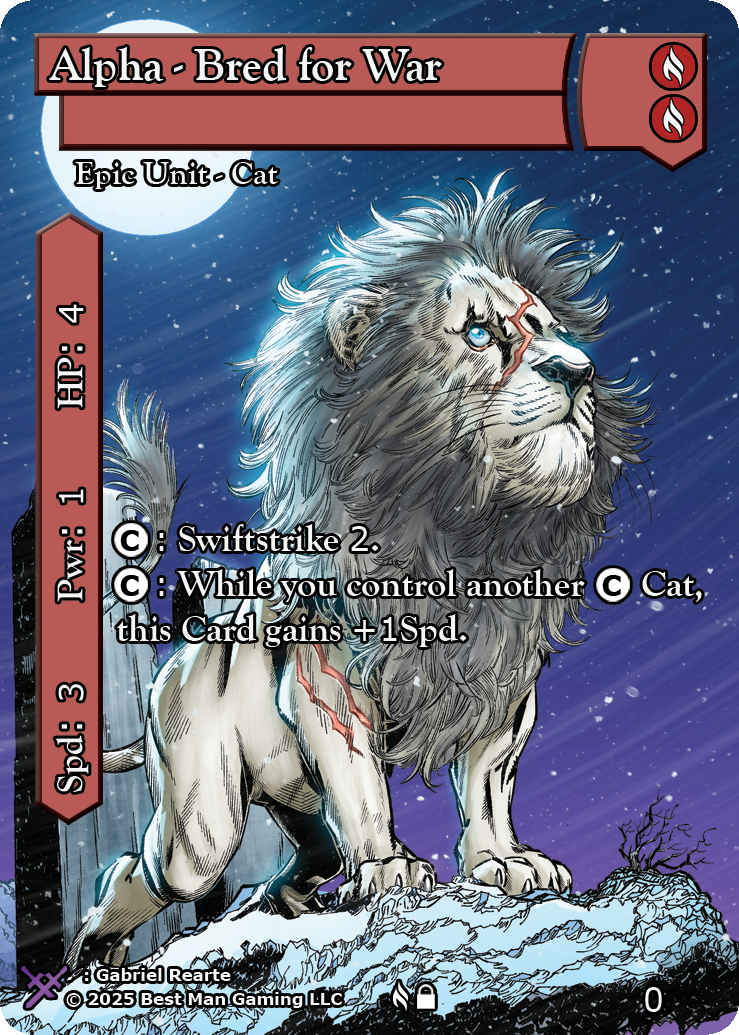 Alpha - Bred for War
Epic Unit - Cat
HP: 4
Pwr: 1
Spd: 3
C : Swiftstrike 2.
C : While you control another C Cat,
this Card gains +1Spd.
: Gabriel Rearte
© 2025 Best Man Gaming LLC
0